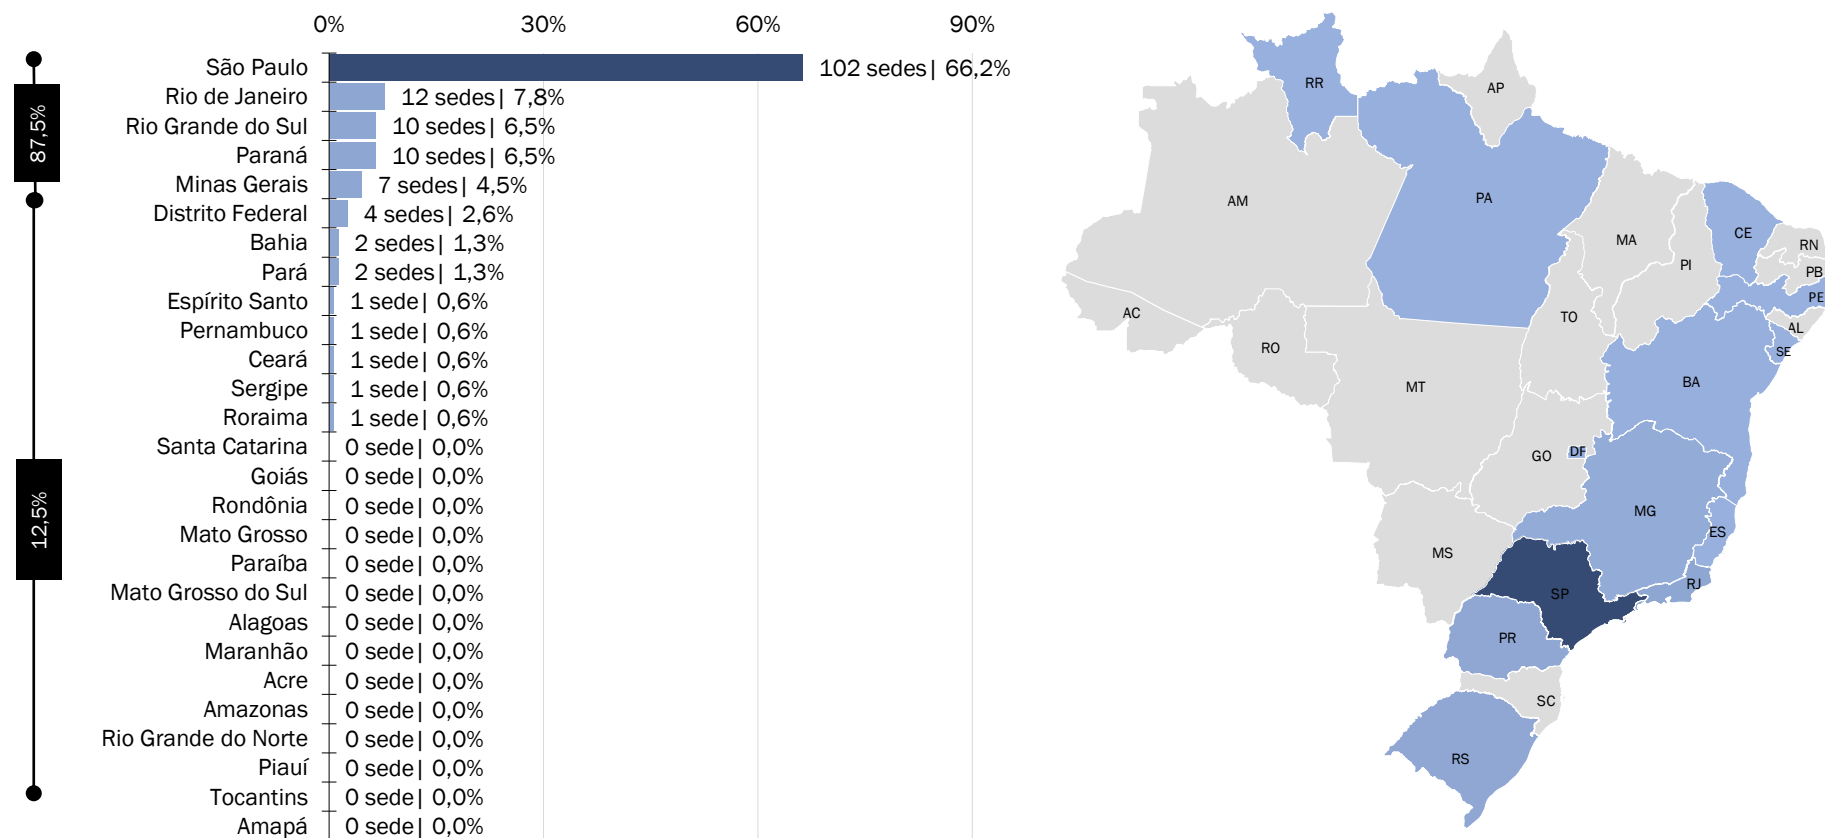 0% 30% 60% 90%
87,5%
12,5%
São Paulo 102 sedes| 66,2%
Rio de Janeiro 12 sedes| 7,8%
Rio Grande do Sul 10 sedes| 6,5%
Paraná 10 sedes| 6,5%
Minas Gerais 7 sedes| 4,5%
Distrito Federal 4 sedes| 2,6%
Bahia 2 sedes| 1,3%
Pará 2 sedes| 1,3%
Espírito Santo 1 sede| 0,6%
Pernambuco 1 sede| 0,6%
Ceará 1 sede| 0,6%
Sergipe 1 sede| 0,6%
Roraima 1 sede| 0,6%
Santa Catarina 0 sede| 0,0%
Goiás 0 sede| 0,0%
Rondônia 0 sede| 0,0%
Mato Grosso 0 sede| 0,0%
Paraíba 0 sede| 0,0%
Mato Grosso do Sul 0 sede| 0,0%
Alagoas 0 sede| 0,0%
Maranhão 0 sede| 0,0%
Acre 0 sede| 0,0%
Amazonas 0 sede| 0,0%
Rio Grande do Norte 0 sede| 0,0%
Piauí 0 sede| 0,0%
Tocantins 0 sede| 0,0%
Amapá 0 sede| 0,0%
RR
AP
AM
PA
MA
CE
RN
PI
PB
PE
AC
TO
AL
RO
SE
MT
BA
GO
DF
MG
ES
MS
RJ
SP
PR
SC
RS